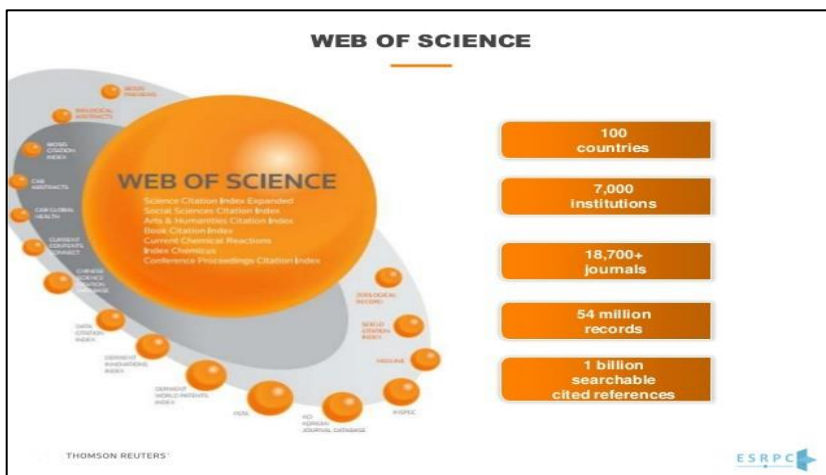 WEB OF SCIENCE
BIOSIS
PREVIEWS
BIOLOGICAL
ABSTRACTS
BIOSIS
CITATION
INDEX
CAB
ABSTRACTS
CAB GLOBAL
HEALTH
CURRENT
CONTENTS
CONNECT
CHINESE
SCIENCE
CITATION
DATABASE
DATA
CITATION
INDEX
DERWENT
INNOVATIONS
INDEX
DERWENT
WORLD PATENTS
INDEX
KCI
KOREAN
JOURNAL DATABASE
INSPEC
MEDLINE
SCIELO
CITATION
INDEX
ZOOLOGICAL
RECORD
WEB OF SCIENCE
Science Citation Index Expanded
Social Sciences Citation Index
Arts & Humanities Citation Index
Book Citation Index
Current Chemical Reactions
Index Chemicus
Conference Proceedings Citation Index
100
countries
7,000
institutions
18,700+
journals
54 million
records
1 billion
searchable
cited references
THOMSON REUTERS
ESRPC